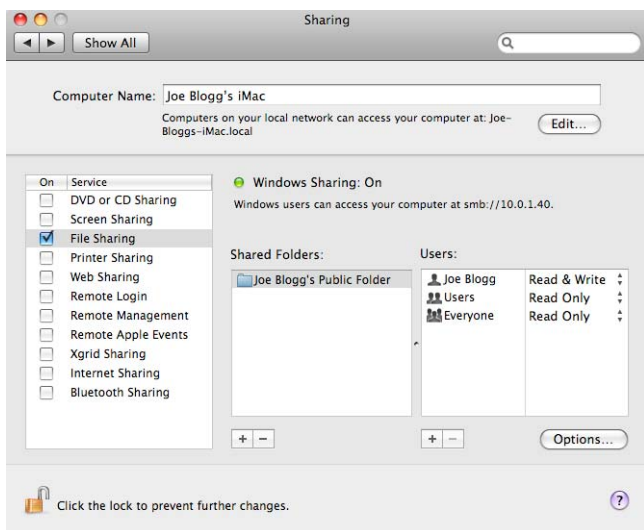 Sharing
Show All
Computer Name: Joe Blogg's iMac
Computers on your local network can access your computer at: Joe-
Bloggs-iMac.local
Edit...
On Service
DVD or CD Sharing
Screen Sharing
File Sharing
Printer Sharing
Web Sharing
Remote Login
Remote Management
Remote Apple Events
Xgrid Sharing
Internet Sharing
Bluetooth Sharing
Windows Sharing: On
Windows users can access your computer at smb://10.0.1.40.
Shared Folders:
Joe Blogg's Public Folder
Users:
Joe Blogg Read & Write
Users Read Only
Everyone Read Only
+ −
+ −
Options...
Click the lock to prevent further changes.
?